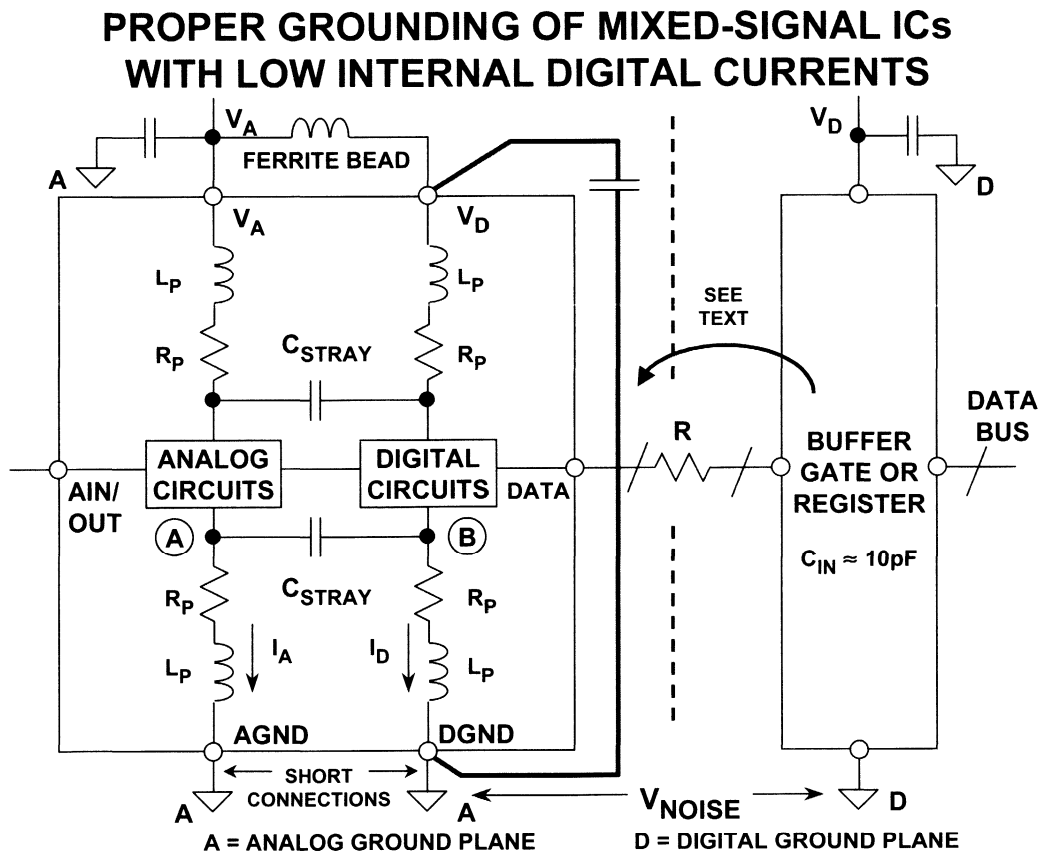 PROPER GROUNDING OF MIXED-SIGNAL ICs
WITH LOW INTERNAL DIGITAL CURRENTS
VA
FERRITE BEAD
A
VA
VD
VD
D
LP
LP
RP
CSTRAY
RP
SEE
TEXT
ANALOG
CIRCUITS
DIGITAL
CIRCUITS
AIN/
OUT
DATA
R
BUFFER
GATE OR
REGISTER
DATA
BUS
CIN ≈ 10pF
A
B
RP
CSTRAY
RP
IA
ID
LP
LP
AGND
DGND
SHORT
CONNECTIONS
A
A
VNOISE
D
A = ANALOG GROUND PLANE
D = DIGITAL GROUND PLANE